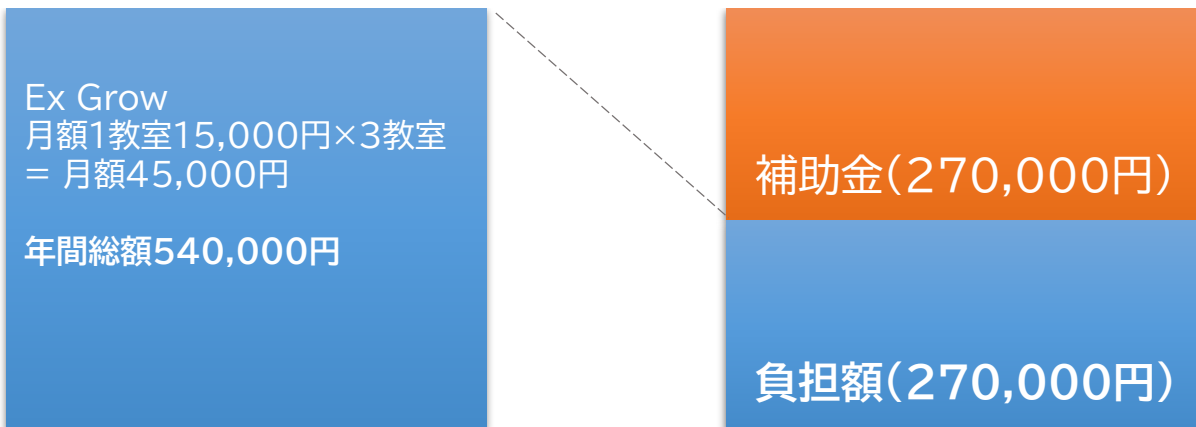 Ex Grow
月額1教室15,000円×3教室
= 月額45,000円
年間総額540,000円
補助金(270,000円)
負担額(270,000円)